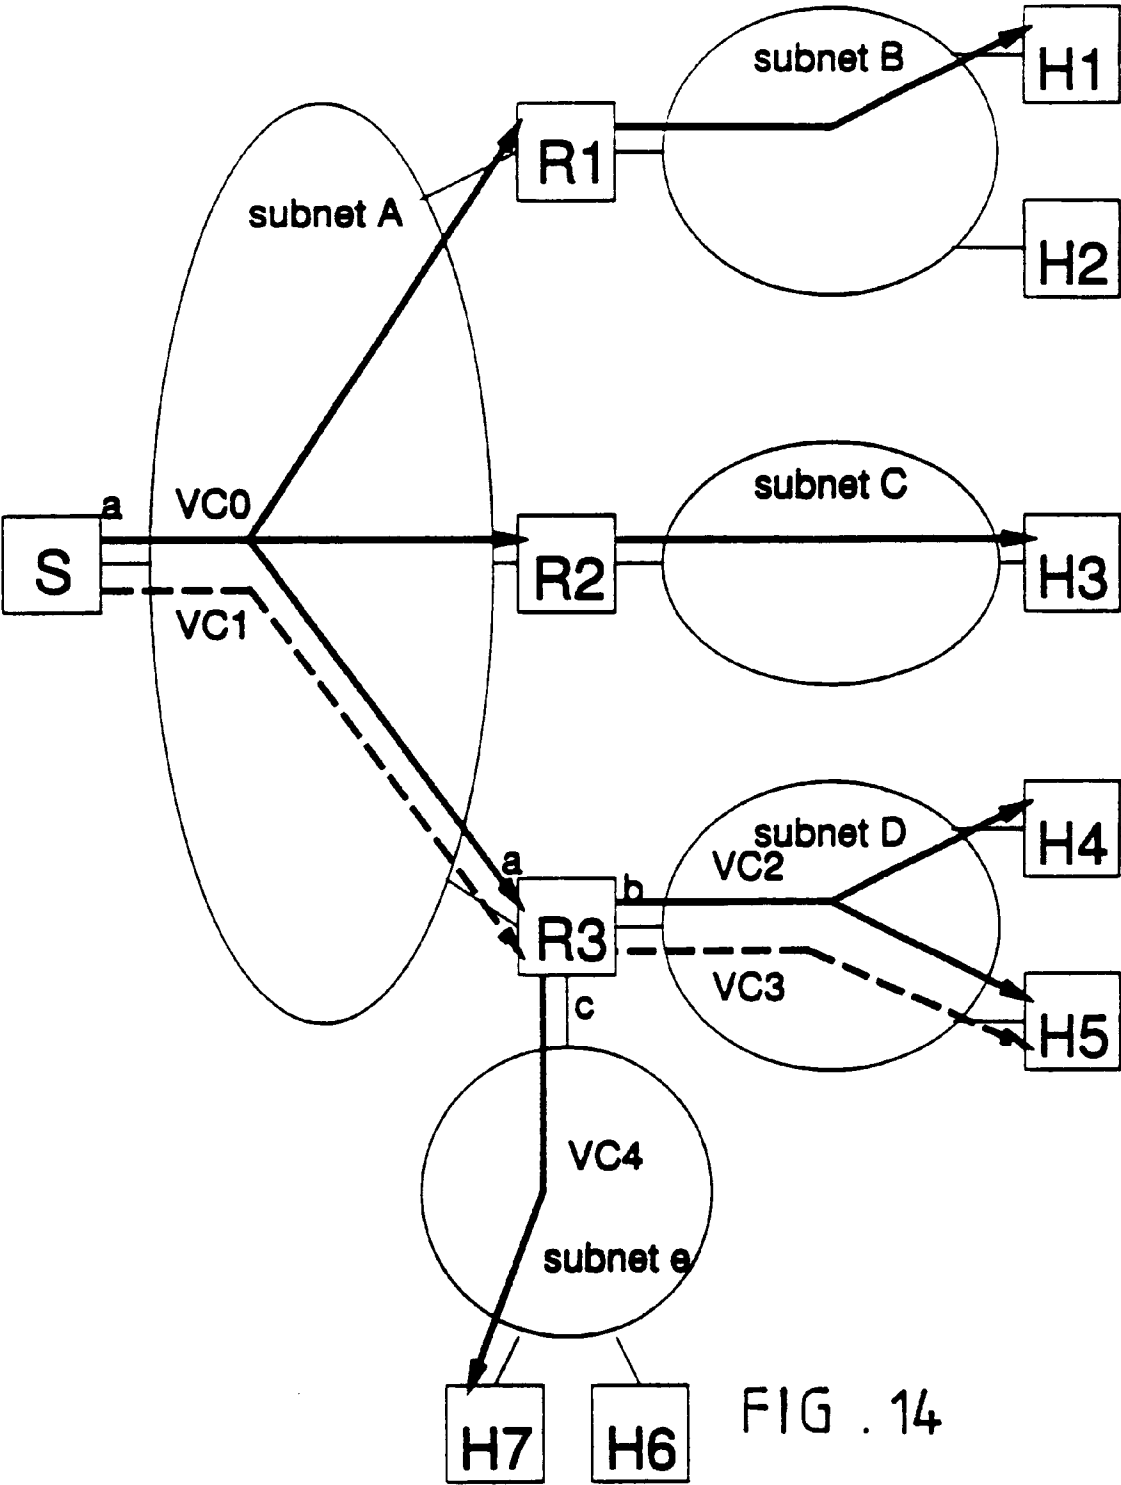 subnet B
H1
R1
subnet A
H2
a
VC0
subnet C
S
R2
H3
VC1
subnet D
H4
a
VC2
b
R3
VC3
c
H5
VC4
subnet e
H7
H6
FIG . 14